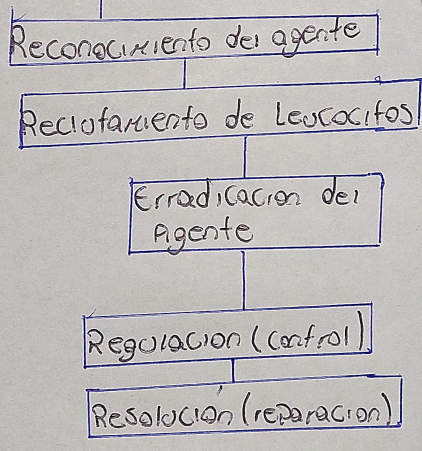 Reconocimiento del agente
Reclutamiento de Leucocitos
Erradicacion del
Agente
Regulacion (control)
Resolución (reparacion)